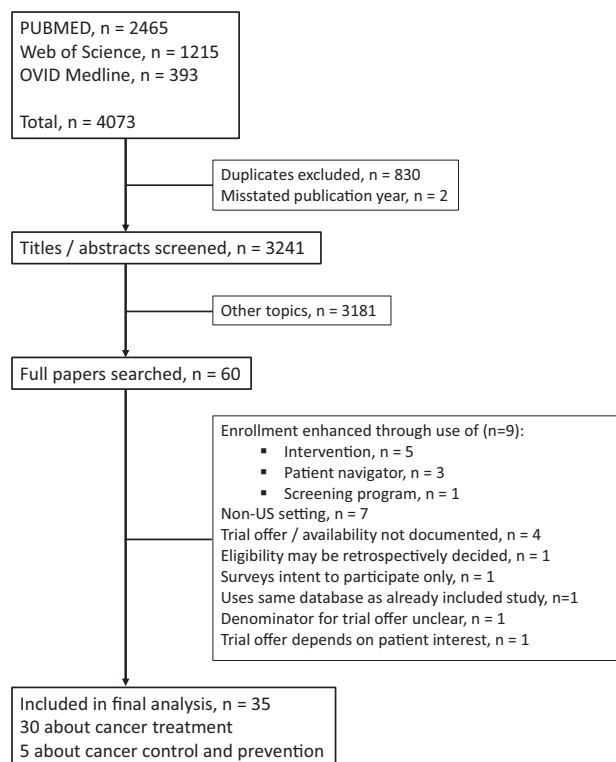 PUBMED, n = 2465
Web of Science, n = 1215
OVID Medline, n = 393
Total, n = 4073
Duplicates excluded, n = 830
Misstated publication year, n = 2
Titles / abstracts screened, n = 3241
Other topics, n = 3181
Full papers searched, n = 60
Enrollment enhanced through use of (n=9):
▪ Intervention, n = 5
▪ Patient navigator, n = 3
▪ Screening program, n = 1
Non-US setting, n = 7
Trial offer / availability not documented, n = 4
Eligibility may be retrospectively decided, n = 1
Surveys intent to participate only, n = 1
Uses same database as already included study, n=1
Denominator for trial offer unclear, n = 1
Trial offer depends on patient interest, n = 1
Included in final analysis, n = 35
30 about cancer treatment
5 about cancer control and prevention